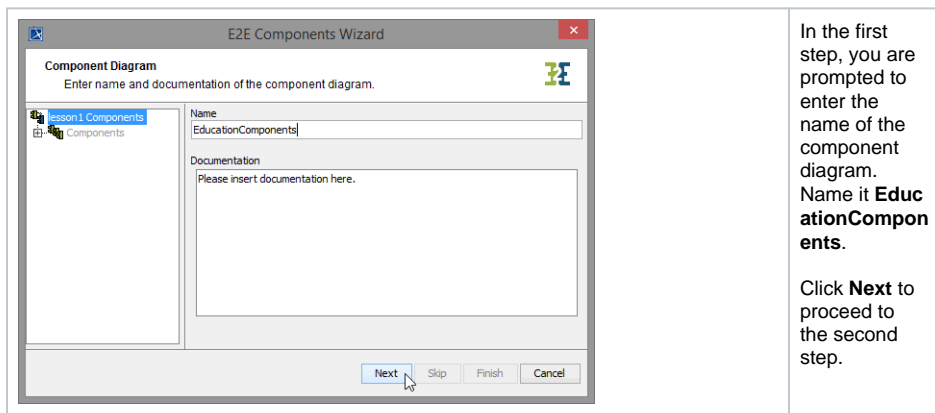 E2E Components Wizard
Component Diagram
Enter name and documentation of the component diagram.
E2E
lesson1 Components
Components
Name
EducationComponents
Documentation
Please insert documentation here.
Next
Skip
Finish
Cancel
In the first
step, you are
prompted to
enter the
name of the
component
diagram.
Name it Educ
ationCompon
ents.
Click Next to
proceed to
the second
step.